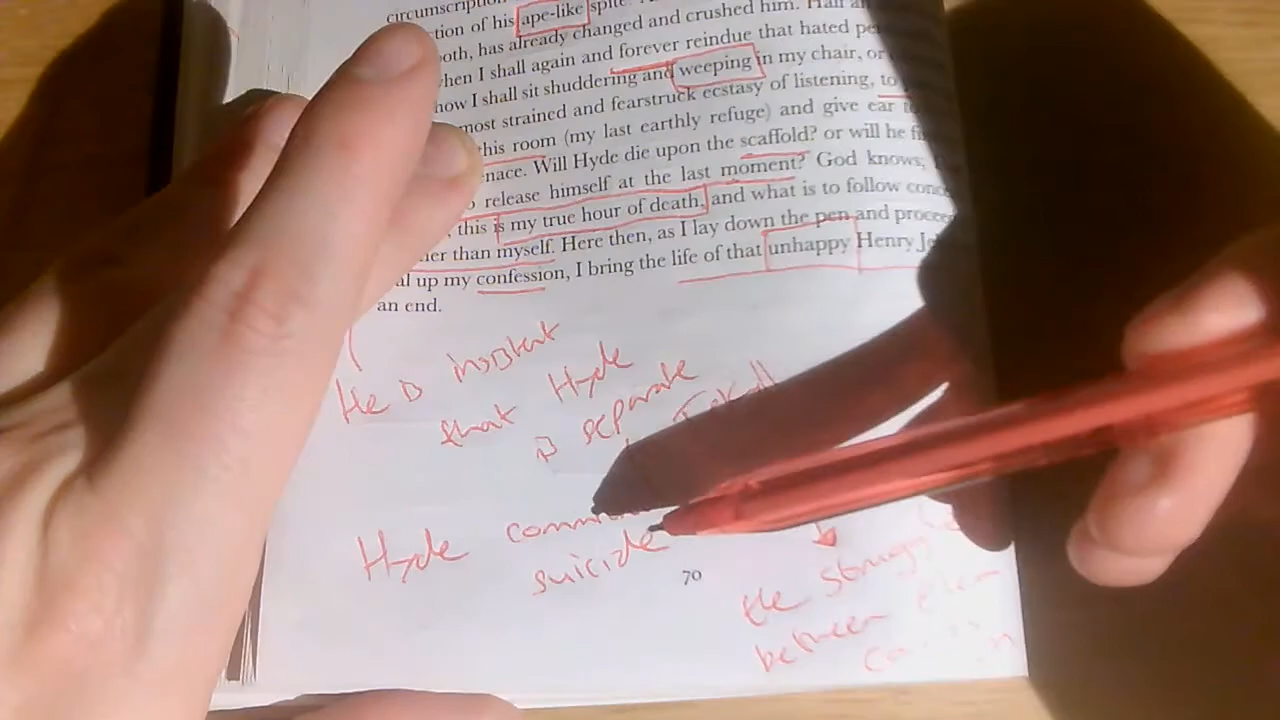 circumscription
tion of his ape-like spite.
oth, has already changed and crushed him. Half an
hen I shall again and forever reindue that hated pe
how I shall sit shuddering and weeping in my chair, or
most strained and fearstruck ecstasy of listening, to
this room (my last earthly refuge) and give ear t
nace. Will Hyde die upon the scaffold? or will he fi
o release himself at the last moment? God knows;
, this is my true hour of death, and what is to follow conc
her than myself. Here then, as I lay down the pen and procee
al up my confession, I bring the life of that unhappy Henry Je
an end.
He is insistent
that Hyde
is separate
Jekyll
Hyde commits
suicide
70
the struggle
between